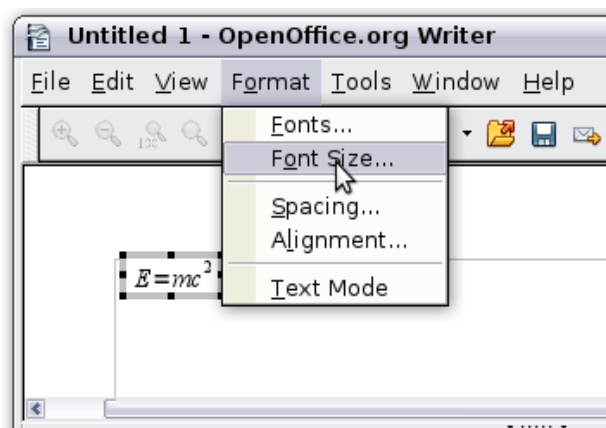 Untitled 1 - OpenOffice.org Writer
File Edit View Format Tools Window Help
Fonts...
Font Size...
Spacing...
Alignment...
E=mc²
Text Mode